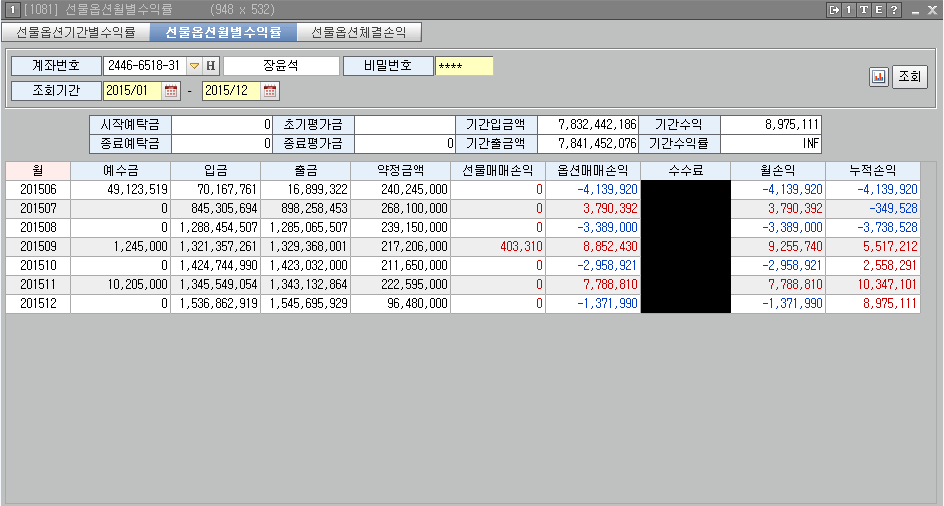 1 [1081] 선물옵션월별수익률 (948 x 532) 1 T E ?
선물옵션기간별수익률 선물옵션월별수익률 선물옵션체결손익
계좌번호 2446-6518-31 H 장윤석 비밀번호 ****
조회기간 2015/01 - 2015/12 조회
시작예탁금 0 초기평가금 기간입금액 7,832,442,186 기간수익 8,975,111
종료예탁금 0 종료평가금 0 기간출금액 7,841,452,076 기간수익률 INF
월 예수금 입금 출금 약정금액 선물매매손익 옵션매매손익 수수료 월손익 누적손익
201506 49,123,519 70,167,761 16,899,322 240,245,000 0 -4,139,920 -4,139,920 -4,139,920
201507 0 845,305,694 898,258,453 268,100,000 0 3,790,392 3,790,392 -349,528
201508 0 1,288,454,507 1,285,065,507 239,150,000 0 -3,389,000 -3,389,000 -3,738,528
201509 1,245,000 1,321,357,261 1,329,368,001 217,206,000 403,310 8,852,430 9,255,740 5,517,212
201510 0 1,424,744,990 1,423,032,000 211,650,000 0 -2,958,921 -2,958,921 2,558,291
201511 10,205,000 1,345,549,054 1,343,132,864 222,595,000 0 7,788,810 7,788,810 10,347,101
201512 0 1,536,862,919 1,545,695,929 96,480,000 0 -1,371,990 -1,371,990 8,975,111